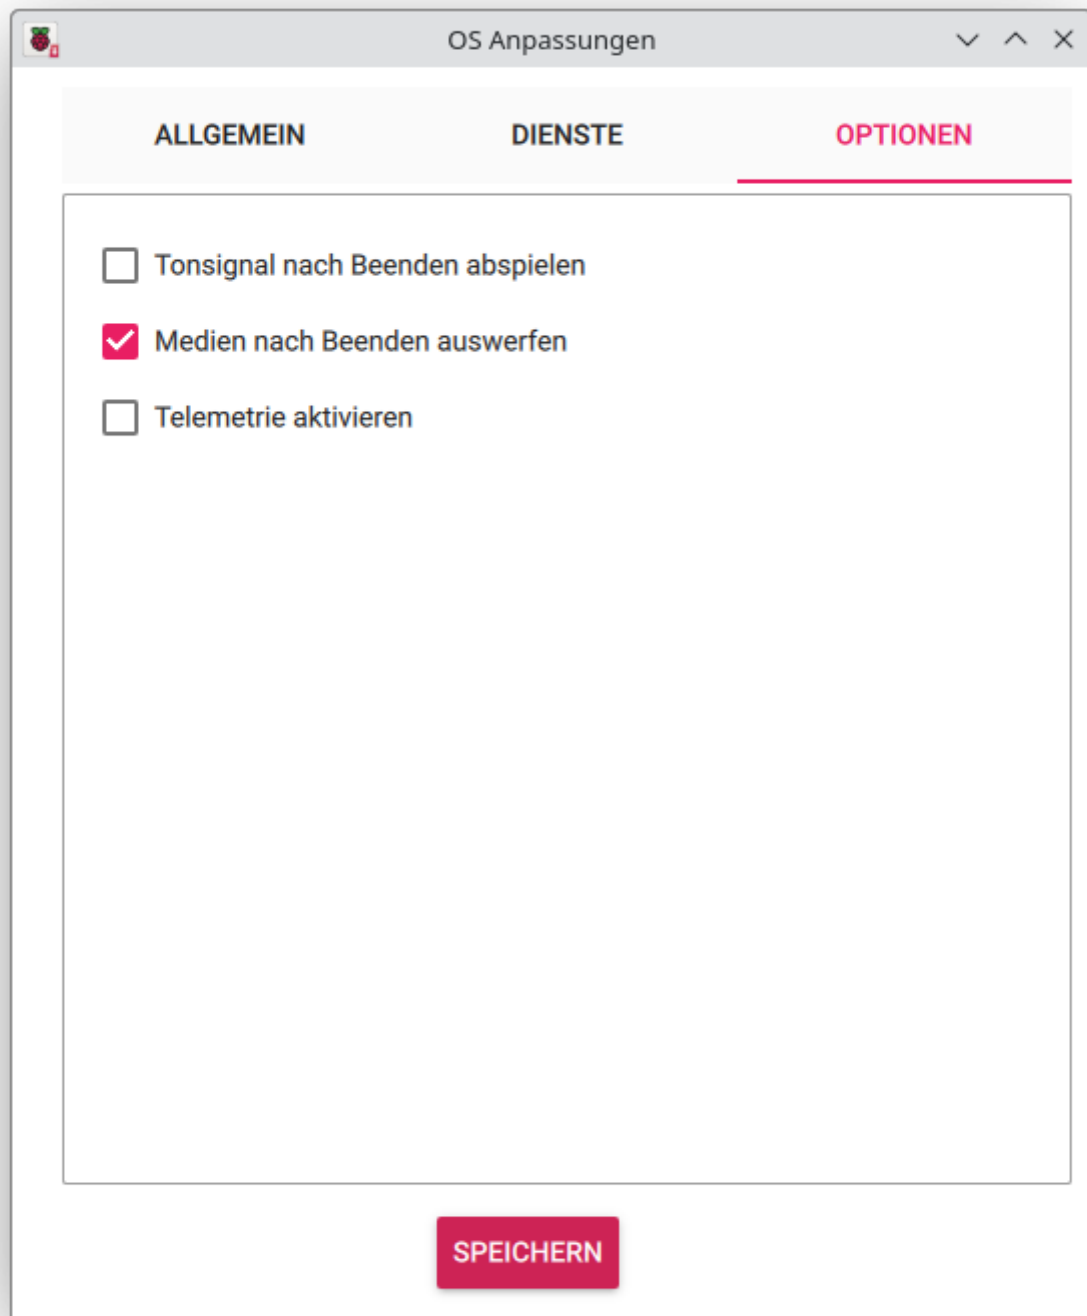 OS Anpassungen
ALLGEMEIN DIENSTE OPTIONEN
Tonsignal nach Beenden abspielen
Medien nach Beenden auswerfen
Telemetrie aktivieren
SPEICHERN